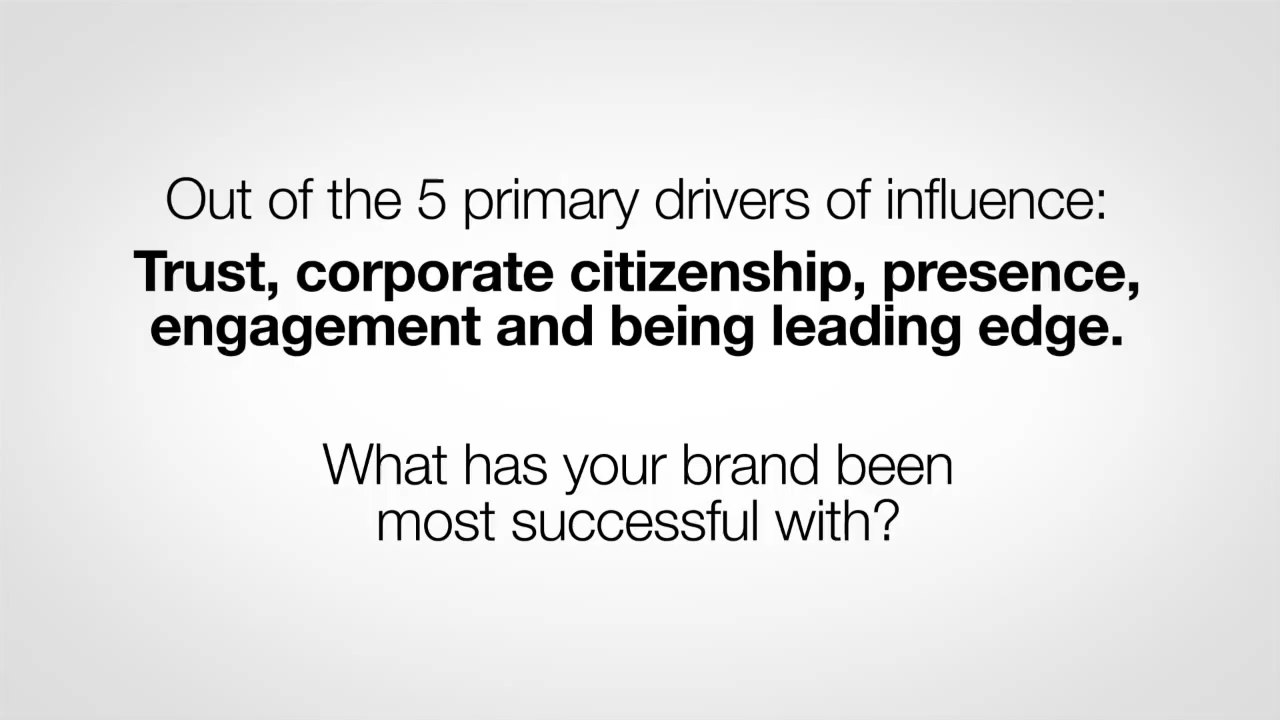 Out of the 5 primary drivers of influence:
Trust, corporate citizenship, presence,
engagement and being leading edge.
What has your brand been
most successful with?